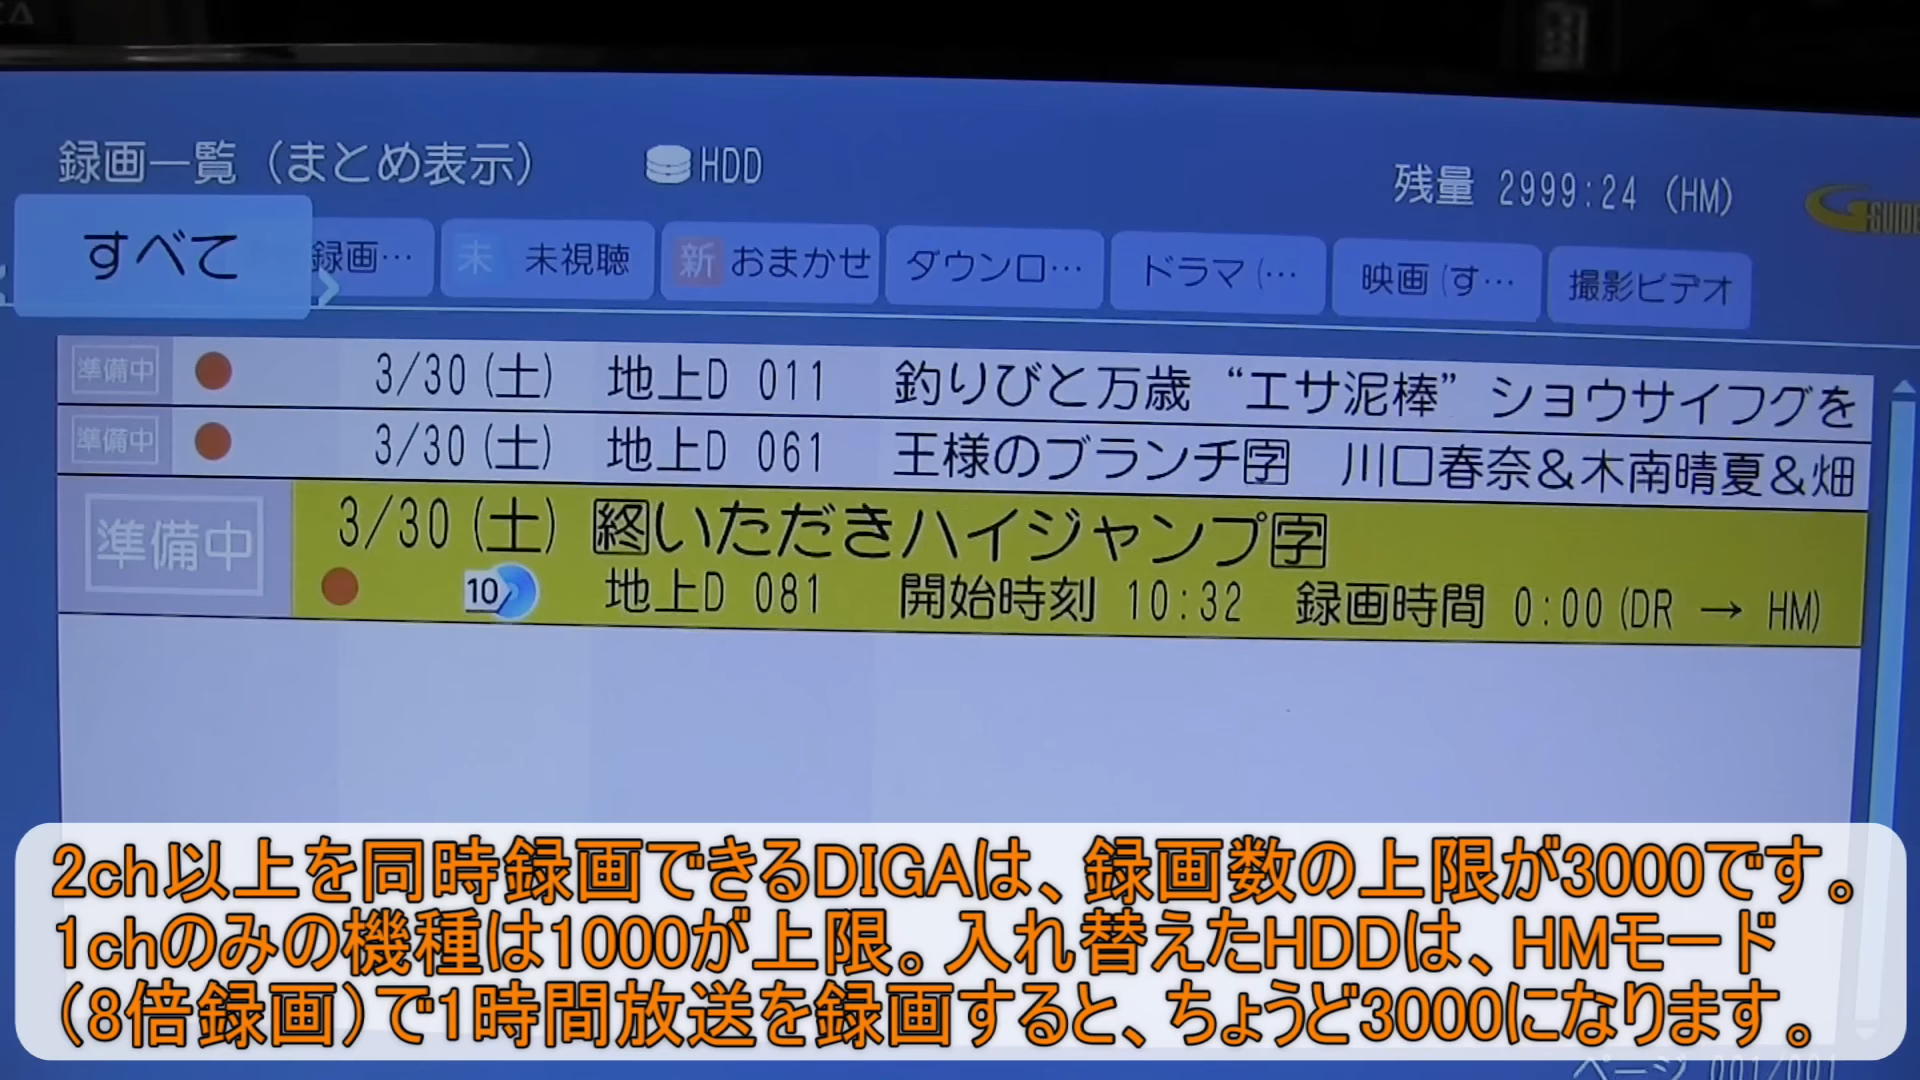 録画一覧（まとめ表示） HDD 残量 2999:24 (HM)
G GUIDE
すべて 録画… 未 未視聴 新 おまかせ ダウンロ… ドラマ(… 映画(す… 撮影ビデオ
準備中 3/30(土) 地上D 011 釣りびと万歳 “エサ泥棒” ショウサイフグを
準備中 3/30(土) 地上D 061 王様のブランチ字 川口春奈&木南晴夏&畑
準備中 3/30(土) 終いただきハイジャンプ字
10 地上D 081 開始時刻 10:32 録画時間 0:00(DR → HM)
2ch以上を同時録画できるDIGAは、録画数の上限が3000です。
1chのみの機種は1000が上限。入れ替えたHDDは、HMモード
（8倍録画）で1時間放送を録画すると、ちょうど3000になります。
ページ 001/001